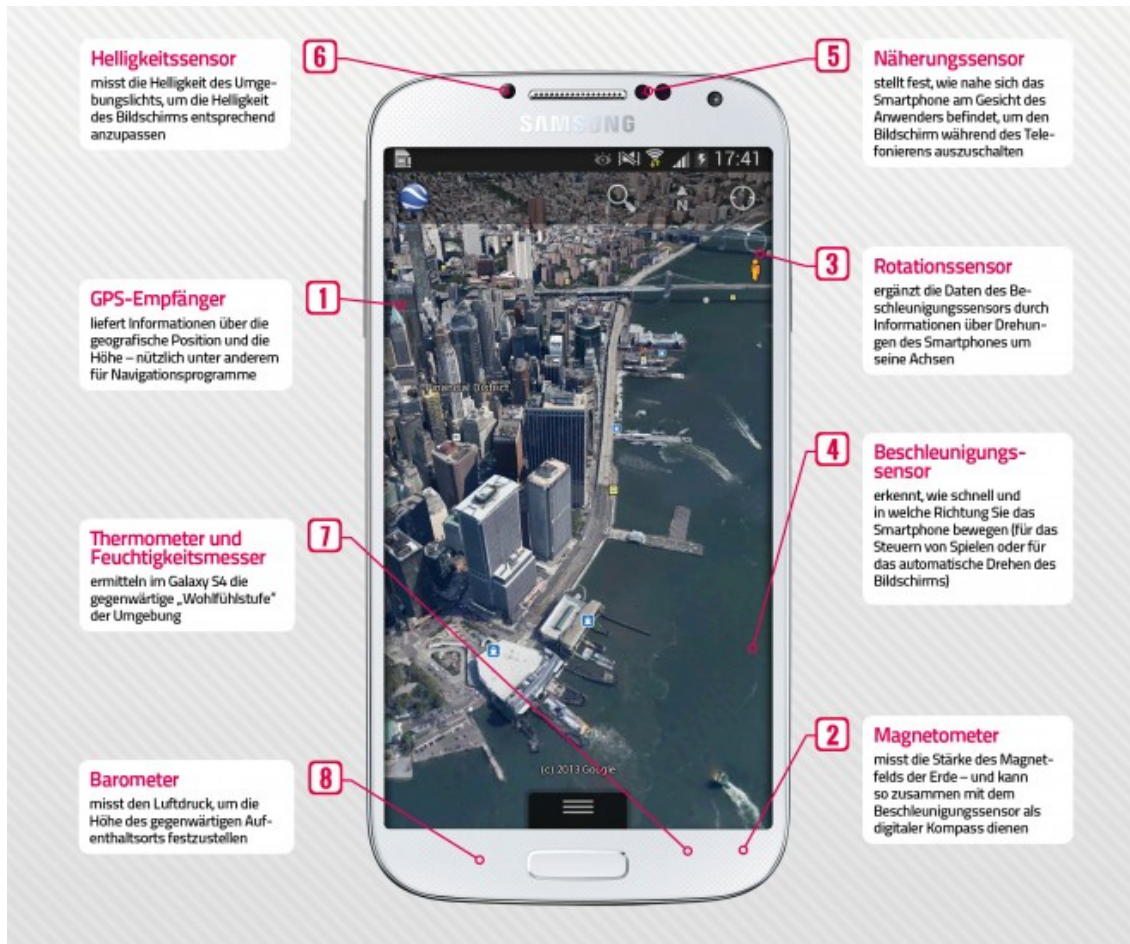 Helligkeitssensor
misst die Helligkeit des Umge-
bungslichts, um die Helligkeit
des Bildschirms entsprechend
anzupassen
6
5
Näherungssensor
stellt fest, wie nahe sich das
Smartphone am Gesicht des
Anwenders befindet, um den
Bildschirm während des Tele-
fonierens auszuschalten
SAMSUNG
17:41
N
GPS-Empfänger
liefert Informationen über die
geografische Position und die
Höhe – nützlich unter anderem
für Navigationsprogramme
1
3
Rotationssensor
ergänzt die Daten des Be-
schleunigungssensors durch
Informationen über Drehun-
gen des Smartphones um
seine Achsen
Financial District
4
Beschleunigungs-
sensor
erkennt, wie schnell und
in welche Richtung Sie das
Smartphone bewegen (für das
Steuern von Spielen oder für
das automatische Drehen des
Bildschirms)
Thermometer und
Feuchtigkeitsmesser
ermitteln im Galaxy S4 die
gegenwärtige „Wohlfühlstufe“
der Umgebung
7
2
Magnetometer
misst die Stärke des Magnet-
felds der Erde – und kann
so zusammen mit dem
Beschleunigungssensor als
digitaler Kompass dienen
Barometer
misst den Luftdruck, um die
Höhe des gegenwärtigen Auf-
enthaltsorts festzustellen
8
(c) 2013 Google